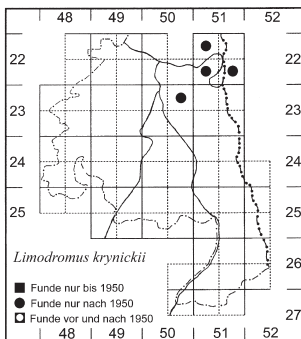 48 49 50 51 52
22 22
23 23
24 24
25 25
26
Limodromus krynickii
Funde nur bis 1950
Funde nur nach 1950
Funde vor und nach 1950
27
48 49 50 51 52